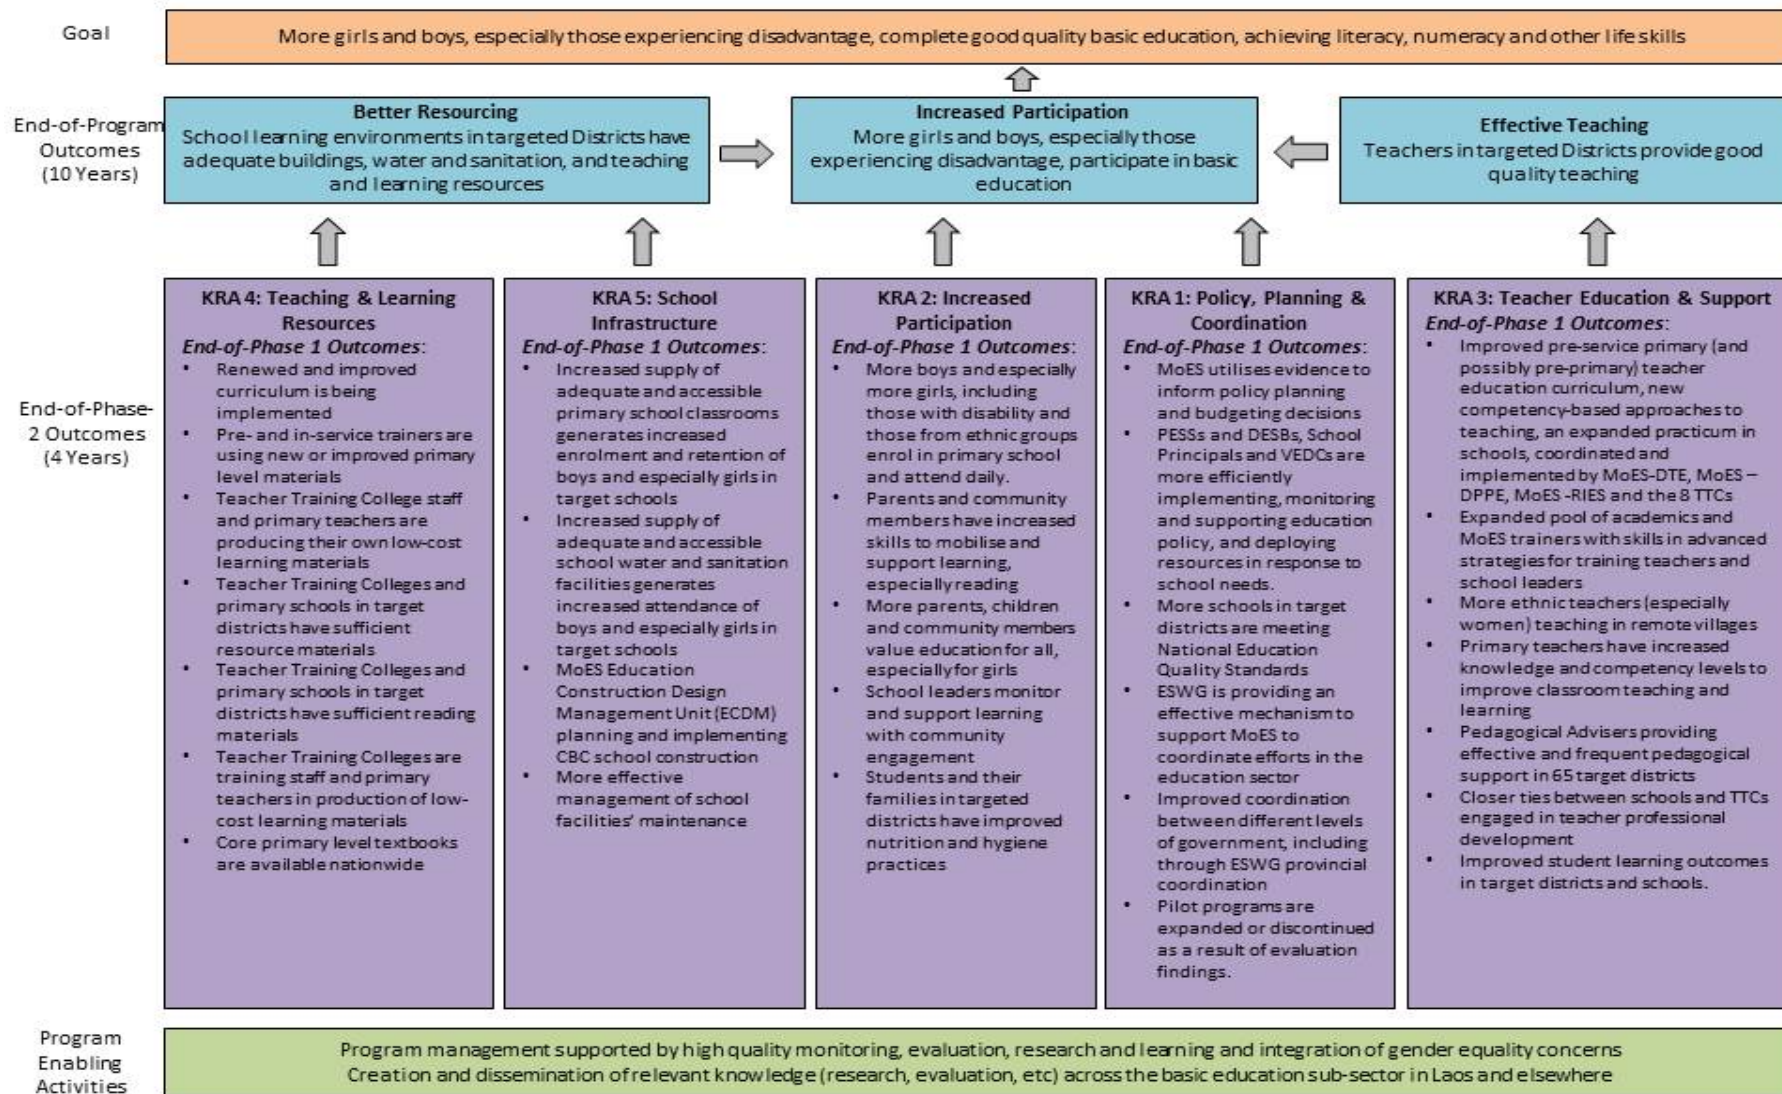 Goal
More girls and boys, especially those experiencing disadvantage, complete good quality basic education, achieving literacy, numeracy and other life skills
End-of-Program
Outcomes
(10 Years)
Better Resourcing
School learning environments in targeted Districts have
adequate buildings, water and sanitation, and teaching
and learning resources
Increased Participation
More girls and boys, especially those
experiencing disadvantage, participate in basic
education
Effective Teaching
Teachers in targeted Districts provide good
quality teaching
End-of-Phase-
2 Outcomes
(4 Years)
KRA 4: Teaching & Learning
Resources
End-of-Phase 1 Outcomes:
• Renewed and improved
curriculum is being
implemented
• Pre- and in-service trainers are
using new or improved primary
level materials
• Teacher Training College staff
and primary teachers are
producing their own low-cost
learning materials
• Teacher Training Colleges and
primary schools in target
districts have sufficient
resource materials
• Teacher Training Colleges and
primary schools in target
districts have sufficient reading
materials
• Teacher Training Colleges are
training staff and primary
teachers in production of low-
cost learning materials
• Core primary level textbooks
are available nationwide
KRA 5: School
Infrastructure
End-of-Phase 1 Outcomes:
• Increased supply of
adequate and accessible
primary school classrooms
generates increased
enrolment and retention of
boys and especially girls in
target schools
• Increased supply of
adequate and accessible
school water and sanitation
facilities generates
increased attendance of
boys and especially girls in
target schools
• MoES Education
Construction Design
Management Unit (ECDM)
planning and implementing
CBC school construction
• More effective
management of school
facilities' maintenance
KRA 2: Increased
Participation
End-of-Phase 1 Outcomes:
• More boys and especially
more girls, including
those with disability and
those from ethnic groups
enrol in primary school
and attend daily.
• Parents and community
members have increased
skills to mobilise and
support learning,
especially reading
• More parents, children
and community members
value education for all,
especially for girls
• School leaders monitor
and support learning
with community
engagement
• Students and their
families in targeted
districts have improved
nutrition and hygiene
practices
KRA 1: Policy, Planning &
Coordination
End-of-Phase 1 Outcomes:
• MoES utilises evidence to
inform policy planning
and budgeting decisions
• PESSs and DESBs, School
Principals and VEDCs are
more efficiently
implementing, monitoring
and supporting education
policy, and deploying
resources in response to
school needs.
• More schools in target
districts are meeting
National Education
Quality Standards
• ESWG is providing an
effective mechanism to
support MoES to
coordinate efforts in the
education sector
• Improved coordination
between different levels
of government, including
through ESWG provincial
coordination
• Pilot programs are
expanded or discontinued
as a result of evaluation
findings.
KRA 3: Teacher Education & Support
End-of-Phase 1 Outcomes:
• Improved pre-service primary (and
possibly pre-primary) teacher
education curriculum, new
competency-based approaches to
teaching, an expanded practicum in
schools, coordinated and
implemented by MoES-DTE, MoES –
DPPE, MoES -RIES and the 8 TTCs
• Expanded pool of academics and
MoES trainers with skills in advanced
strategies for training teachers and
school leaders
• More ethnic teachers (especially
women) teaching in remote villages
• Primary teachers have increased
knowledge and competency levels to
improve classroom teaching and
learning
• Pedagogical Advisers providing
effective and frequent pedagogical
support in 65 target districts
• Closer ties between schools and TTCs
engaged in teacher professional
development
• Improved student learning outcomes
in target districts and schools.
Program
Enabling
Activities
Program management supported by high quality monitoring, evaluation, research and learning and integration of gender equality concerns
Creation and dissemination of relevant knowledge (research, evaluation, etc) across the basic education sub-sector in Laos and elsewhere